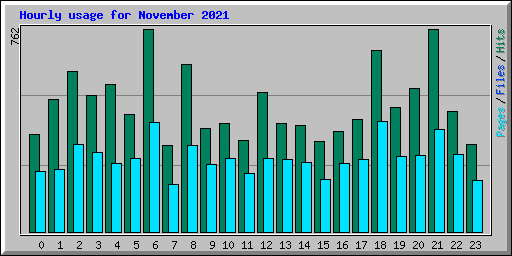 Hourly usage for November 2021
762
Pages / Files / Hits
0 1 2 3 4 5 6 7 8 9 10 11 12 13 14 15 16 17 18 19 20 21 22 23